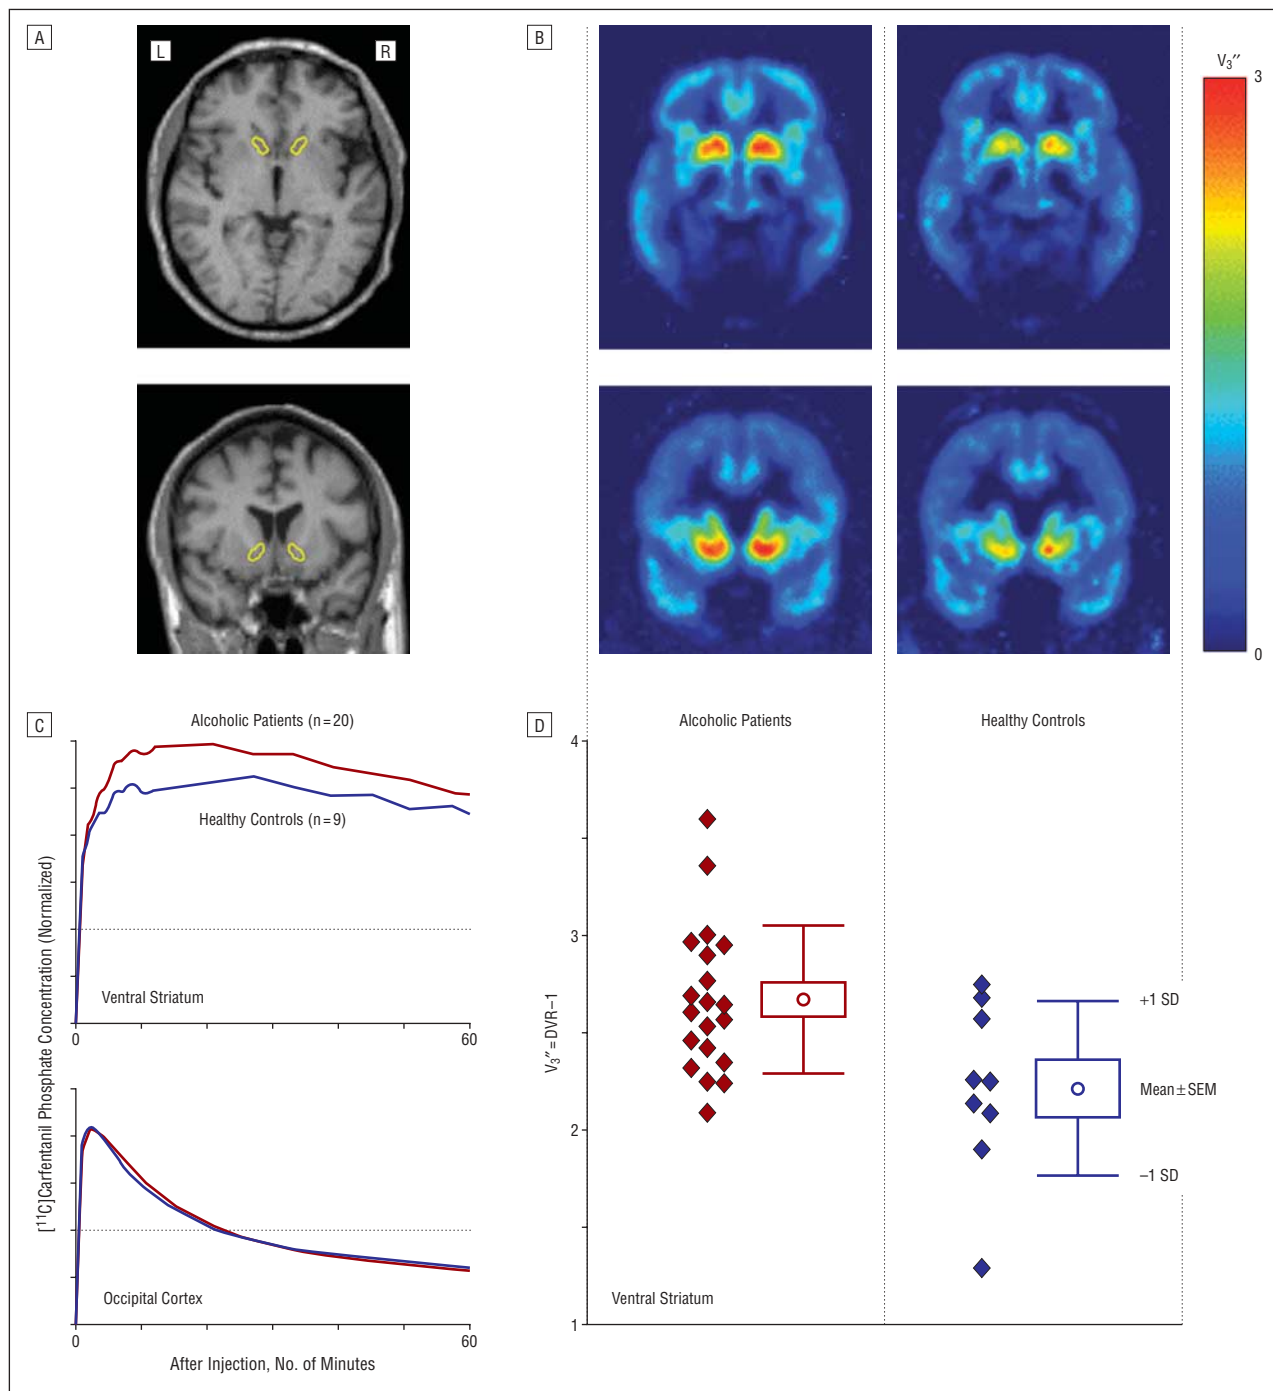 A
L
R
B
V₃″
3
0
C
Alcoholic Patients (n=20)
Healthy Controls (n=9)
Ventral Striatum
0
60
Occipital Cortex
0
60
[¹¹C]Carfentanil Phosphate Concentration (Normalized)
After Injection, No. of Minutes
D
Alcoholic Patients
Healthy Controls
4
3
2
1
V₃″=DVR–1
+1 SD
Mean±SEM
–1 SD
Ventral Striatum